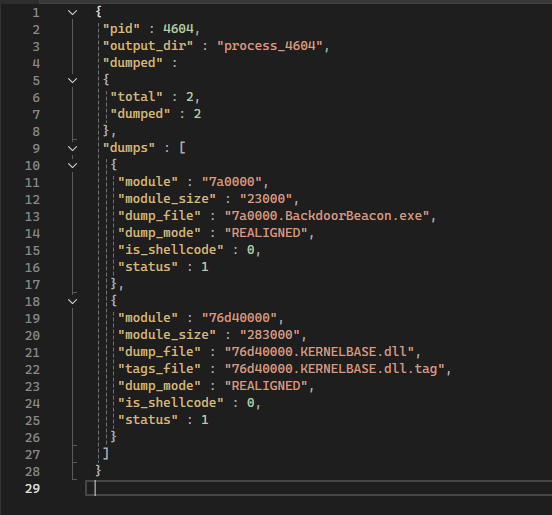 1 {
2 "pid" : 4604,
3 "output_dir" : "process_4604",
4 "dumped" :
5 {
6 "total" : 2,
7 "dumped" : 2
8 },
9 "dumps" : [
10 {
11 "module" : "7a0000",
12 "module_size" : "23000",
13 "dump_file" : "7a0000.BackdoorBeacon.exe",
14 "dump_mode" : "REALIGNED",
15 "is_shellcode" : 0,
16 "status" : 1
17 },
18 {
19 "module" : "76d40000",
20 "module_size" : "283000",
21 "dump_file" : "76d40000.KERNELBASE.dll",
22 "tags_file" : "76d40000.KERNELBASE.dll.tag",
23 "dump_mode" : "REALIGNED",
24 "is_shellcode" : 0,
25 "status" : 1
26 }
27 ]
28 }
29